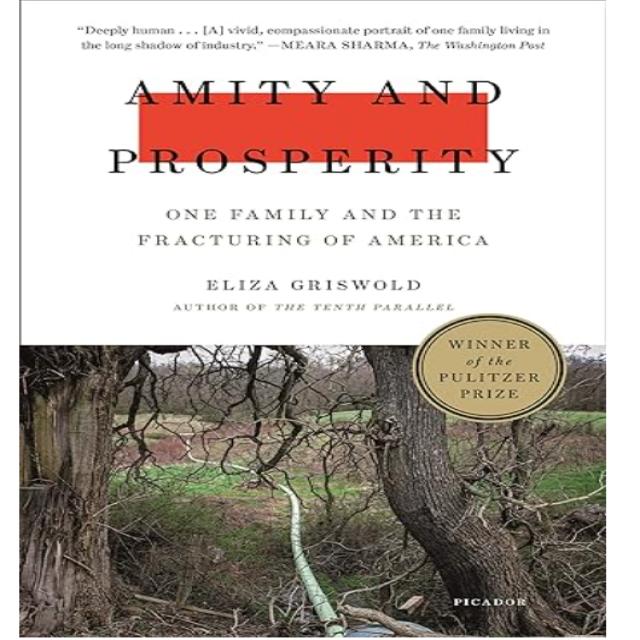 “Deeply human . . . [A] vivid, compassionate portrait of one family living in
the long shadow of industry.” —MEARA SHARMA, The Washington Post
AMITY AND
PROSPERITY
ONE FAMILY AND THE
FRACTURING OF AMERICA
ELIZA GRISWOLD
AUTHOR OF THE TENTH PARALLEL
WINNER
of the
PULITZER
PRIZE
PICADOR